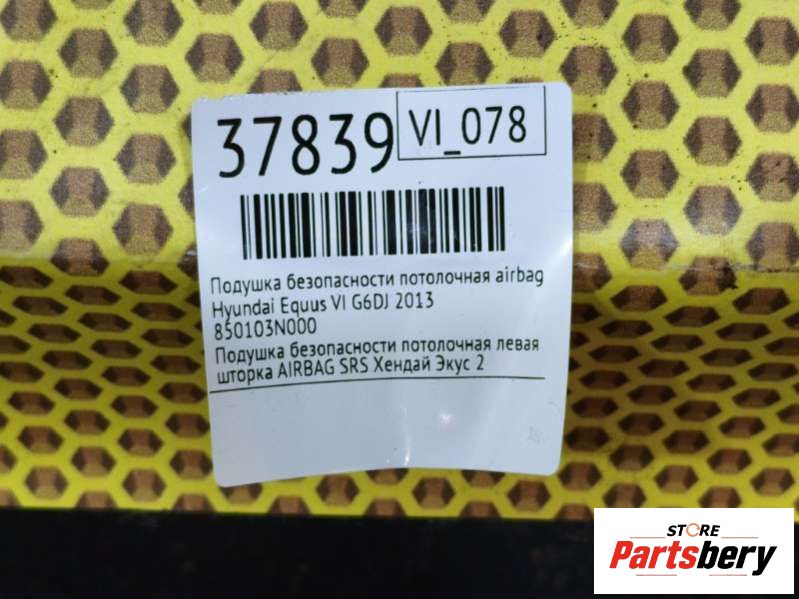 37839 VI_078
Подушка безопасности потолочная airbag
Hyundai Equus VI G6DJ 2013
850103N000
Подушка безопасности потолочная левая
шторка AIRBAG SRS Хендай Экус 2
STORE
Partsbery